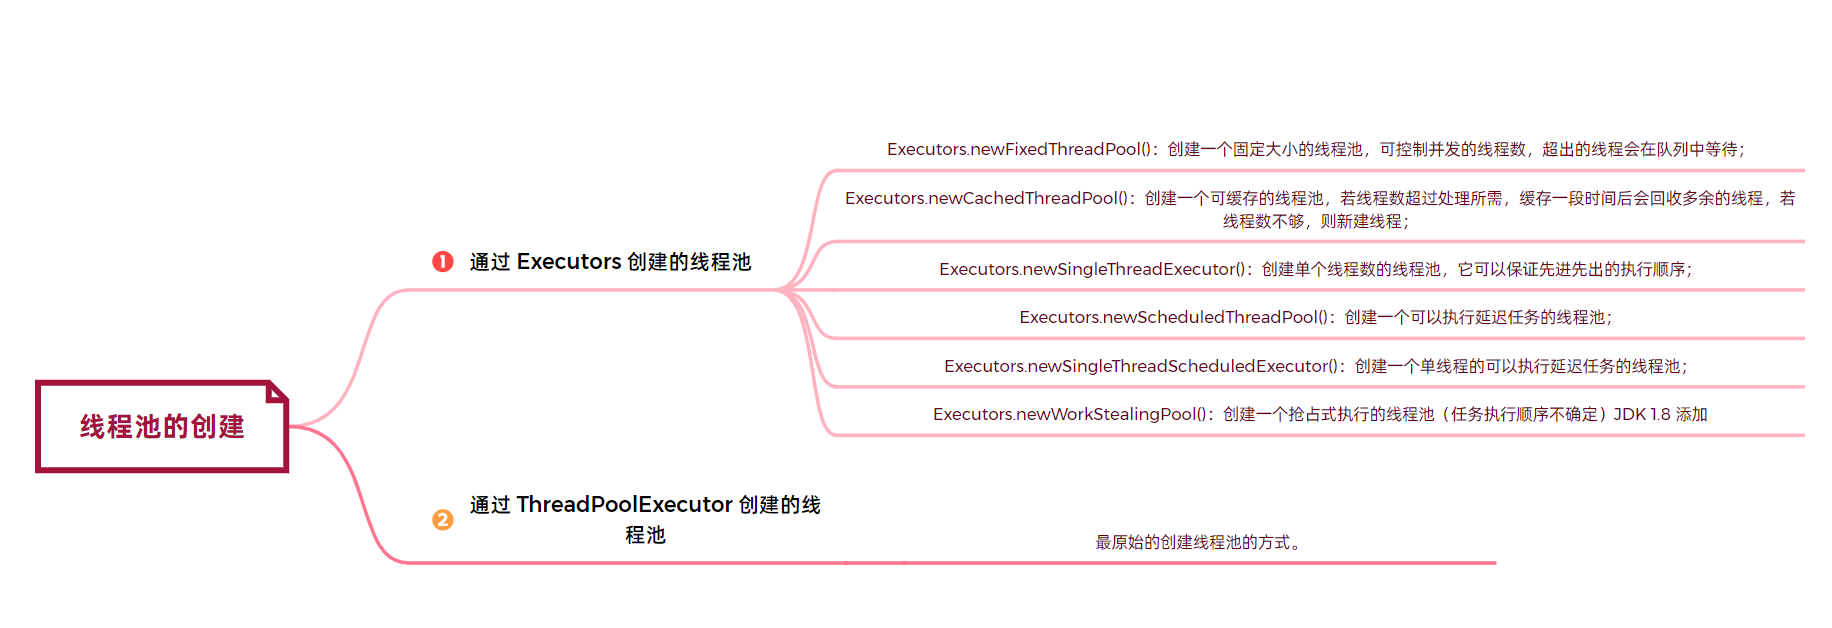 线程池的创建
1 通过 Executors 创建的线程池
Executors.newFixedThreadPool()：创建一个固定大小的线程池，可控制并发的线程数，超出的线程会在队列中等待；
Executors.newCachedThreadPool()：创建一个可缓存的线程池，若线程数超过处理所需，缓存一段时间后会回收多余的线程，若
线程数不够，则新建线程；
Executors.newSingleThreadExecutor()：创建单个线程数的线程池，它可以保证先进先出的执行顺序；
Executors.newScheduledThreadPool()：创建一个可以执行延迟任务的线程池；
Executors.newSingleThreadScheduledExecutor()：创建一个单线程的可以执行延迟任务的线程池；
Executors.newWorkStealingPool()：创建一个抢占式执行的线程池（任务执行顺序不确定）JDK 1.8 添加
2 通过 ThreadPoolExecutor 创建的线
程池
最原始的创建线程池的方式。